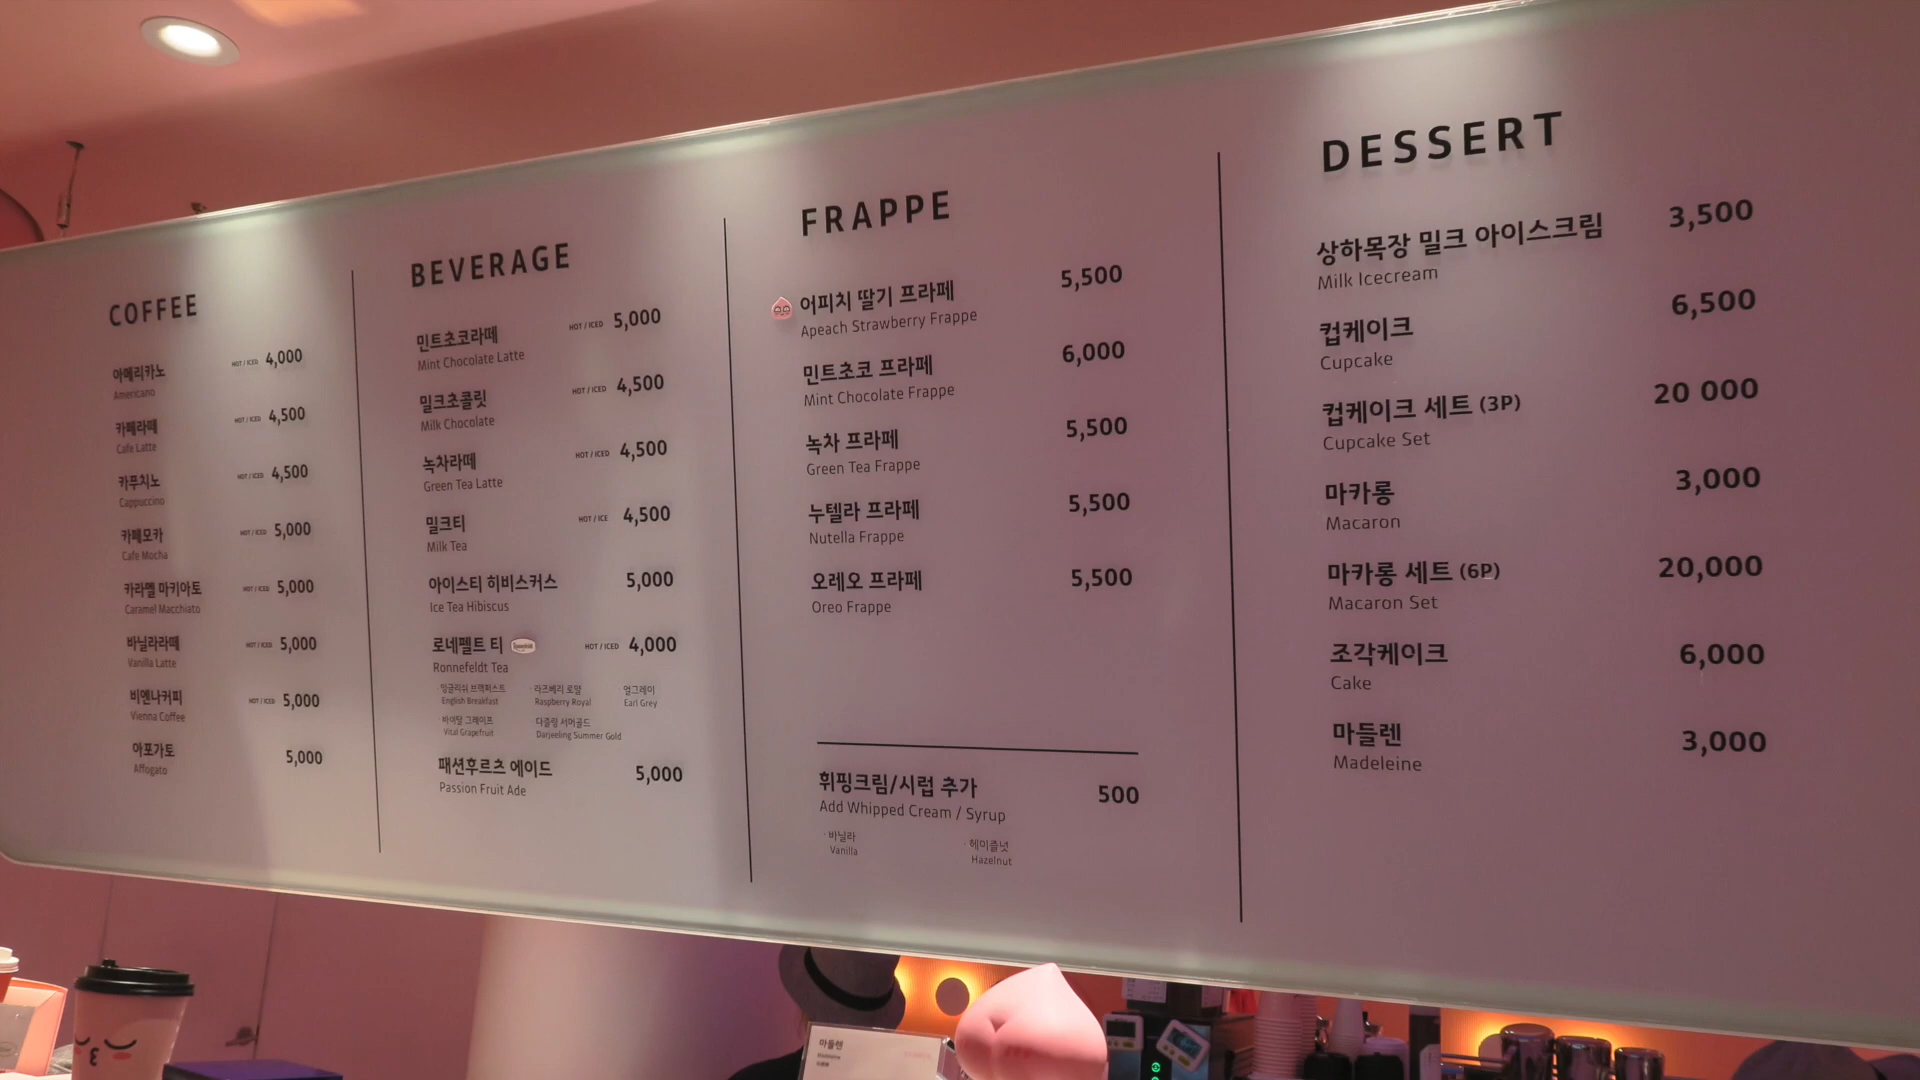 COFFEE
아메리카노 HOT / ICED 4,000
Americano
카페라떼 HOT / ICED 4,500
Cafe Latte
카푸치노 HOT / ICED 4,500
Cappuccino
카페모카 HOT / ICED 5,000
Cafe Mocha
카라멜 마키아토 HOT / ICED 5,000
Caramel Macchiato
바닐라라떼 HOT / ICED 5,000
Vanilla Latte
비엔나커피 HOT / ICED 5,000
Vienna Coffee
아포가토 5,000
Affogato
BEVERAGE
민트초코라떼 HOT / ICED 5,000
Mint Chocolate Latte
밀크초콜릿 HOT / ICED 4,500
Milk Chocolate
녹차라떼 HOT / ICED 4,500
Green Tea Latte
밀크티 HOT / ICE 4,500
Milk Tea
아이스티 히비스커스 5,000
Ice Tea Hibiscus
로네펠트 티 HOT / ICED 4,000
Ronnefeldt Tea
· 잉글리쉬 브랙퍼스트 · 라즈베리 로얄 · 얼그레이
English Breakfast Raspberry Royal Earl Grey
· 바이탈 그레이프 · 다즐링 서머골드
Vital Grapefruit Darjeeling Summer Gold
패션후르츠 에이드 5,000
Passion Fruit Ade
FRAPPE
어피치 딸기 프라페 5,500
Apeach Strawberry Frappe
민트초코 프라페 6,000
Mint Chocolate Frappe
녹차 프라페 5,500
Green Tea Frappe
누텔라 프라페 5,500
Nutella Frappe
오레오 프라페 5,500
Oreo Frappe
휘핑크림/시럽 추가 500
Add Whipped Cream / Syrup
· 바닐라 · 헤이즐넛
Vanilla Hazelnut
DESSERT
상하목장 밀크 아이스크림 3,500
Milk Icecream
컵케이크 6,500
Cupcake
컵케이크 세트 (3P) 20 000
Cupcake Set
마카롱 3,000
Macaron
마카롱 세트 (6P) 20,000
Macaron Set
조각케이크 6,000
Cake
마들렌 3,000
Madeleine
마들렌